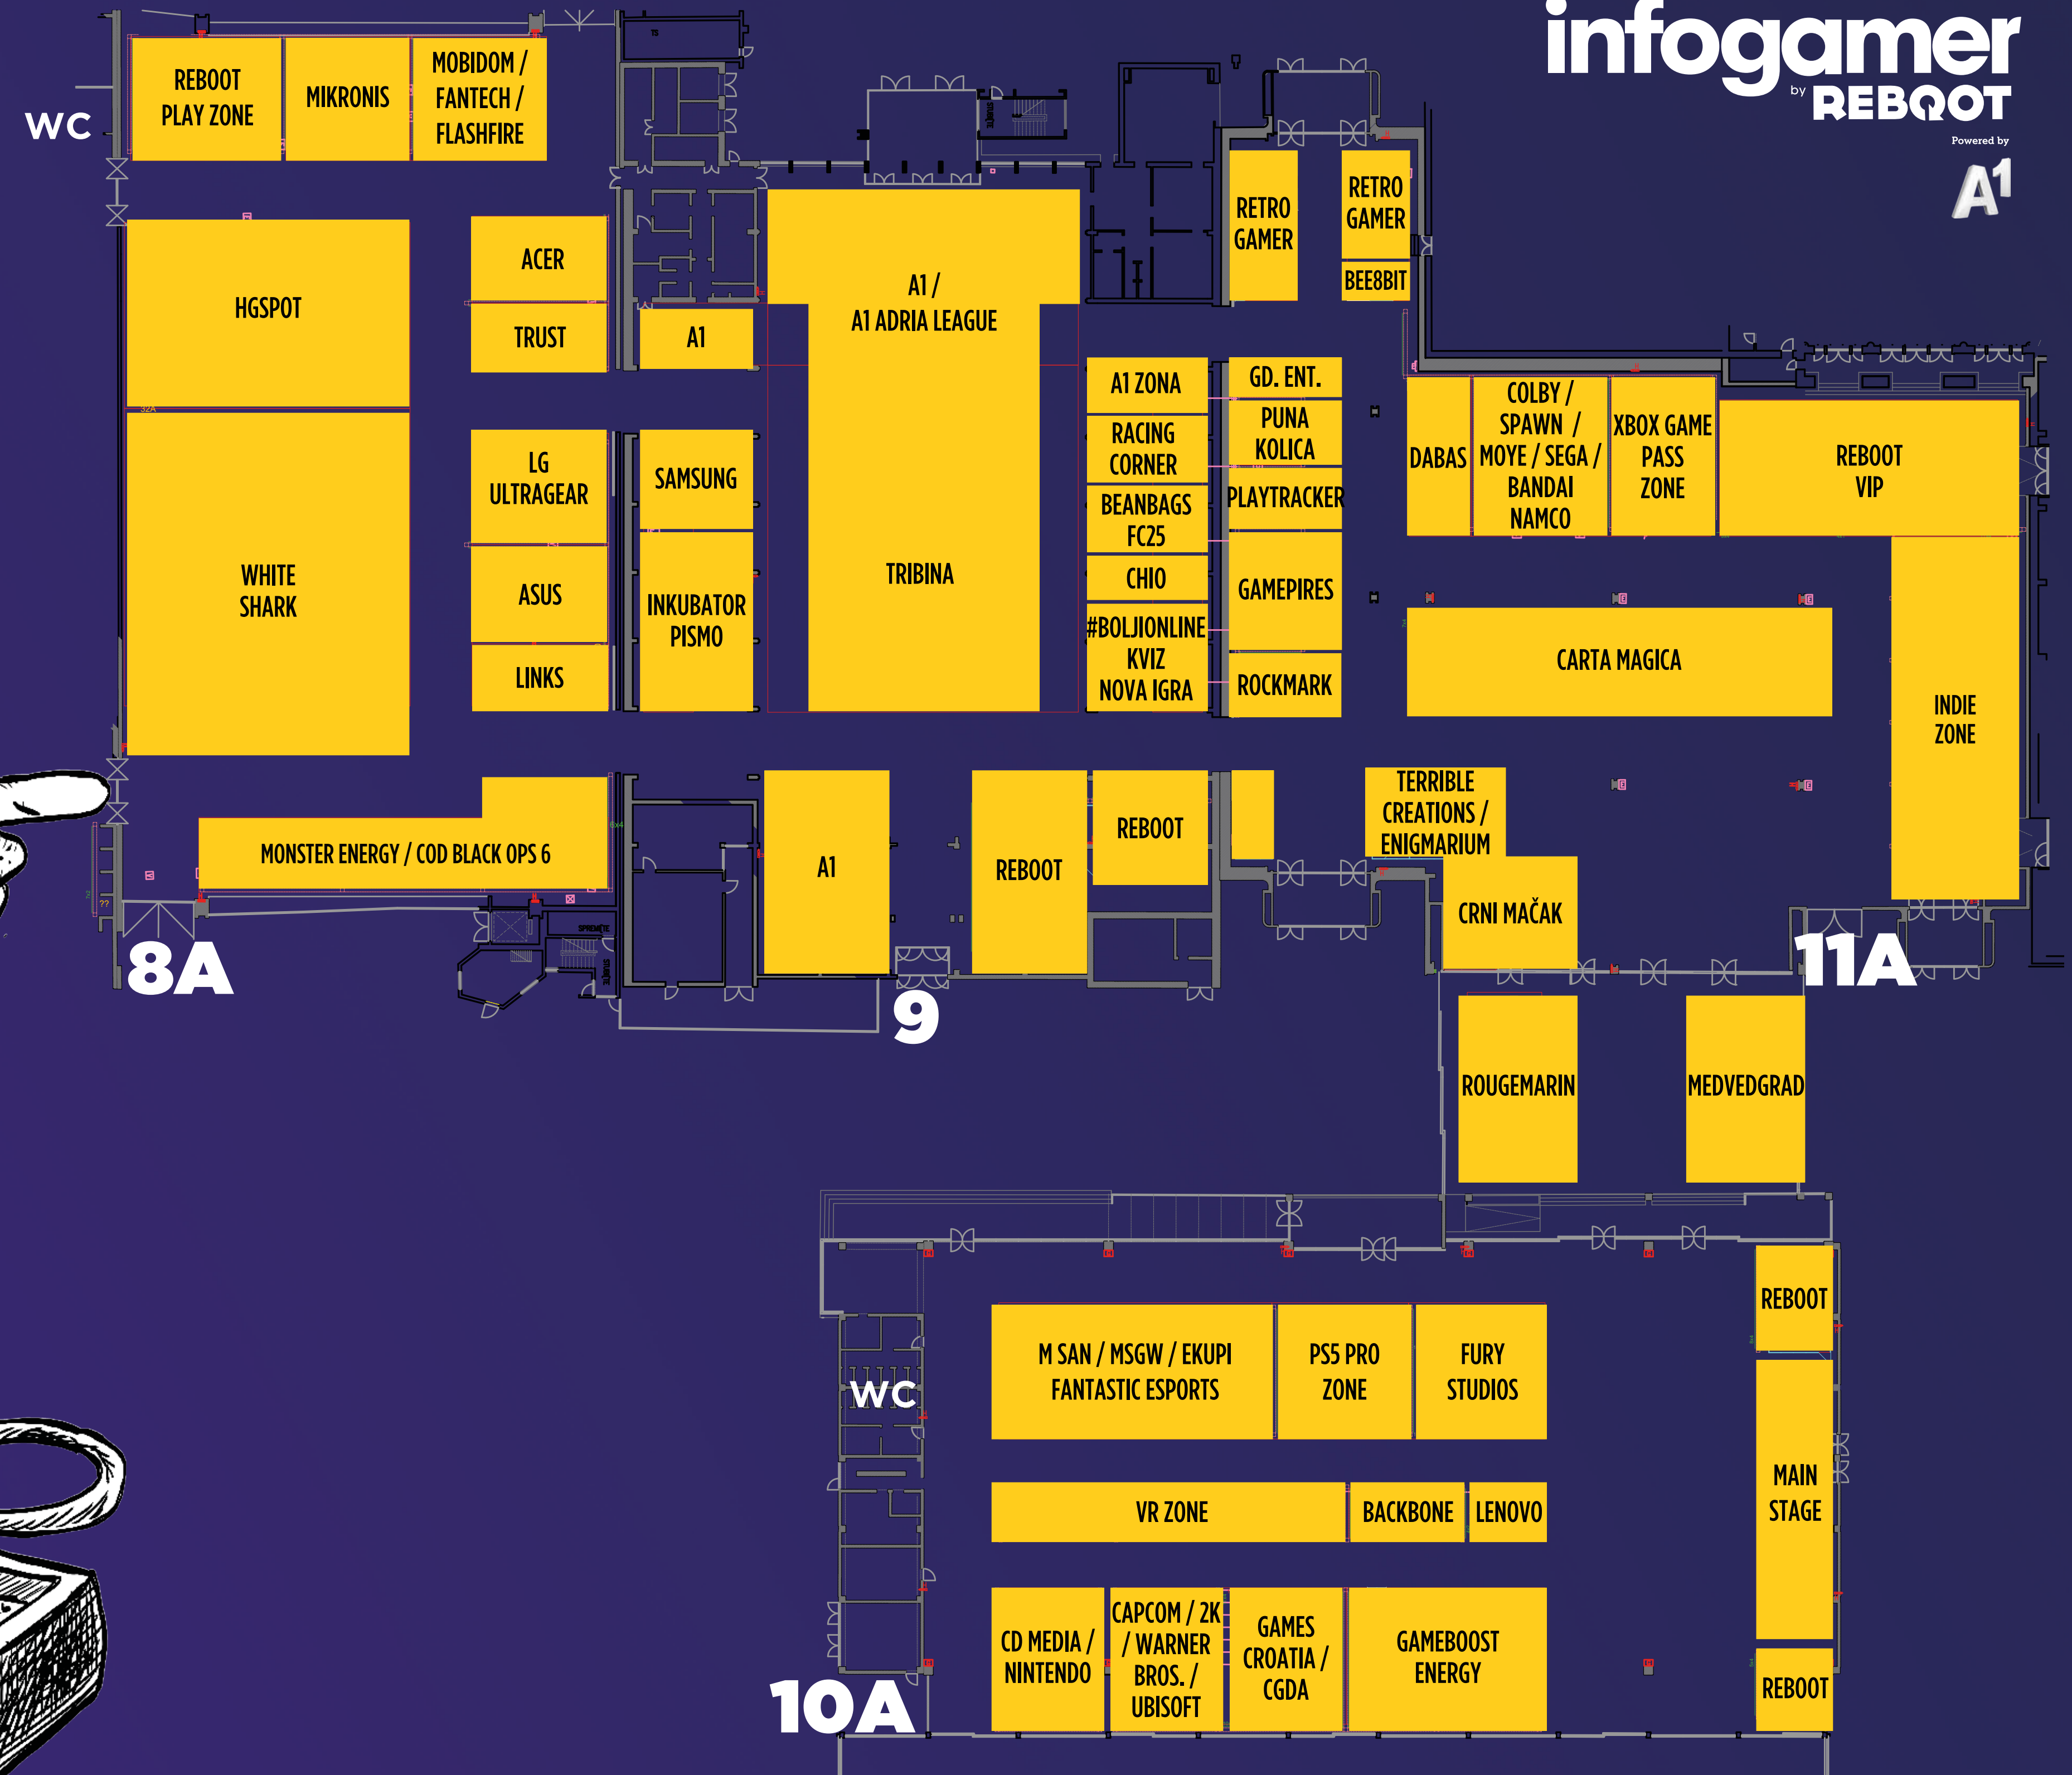 infogamer
by REBOOT
Powered by
A1
WC
REBOOT
PLAY ZONE
MIKRONIS
MOBIDOM /
FANTECH /
FLASHFIRE
HGSPOT
32A
WHITE
SHARK
ACER
TRUST
LG
ULTRAGEAR
ASUS
LINKS
MONSTER ENERGY / COD BLACK OPS 6
??
8A
A1
SAMSUNG
INKUBATOR
PISMO
A1 /
A1 ADRIA LEAGUE
TRIBINA
A1 ZONA
RACING
CORNER
BEANBAGS
FC25
CHIO
#BOLJIONLINE
KVIZ
NOVA IGRA
A1
REBOOT
REBOOT
9
RETRO
GAMER
RETRO
GAMER
BEE8BIT
GD. ENT.
PUNA
KOLICA
PLAYTRACKER
GAMEPIRES
ROCKMARK
DABAS
COLBY /
SPAWN /
MOYE / SEGA /
BANDAI
NAMCO
XBOX GAME
PASS
ZONE
REBOOT
VIP
CARTA MAGICA
INDIE
ZONE
TERRIBLE
CREATIONS /
ENIGMARIUM
CRNI MAČAK
11A
ROUGEMARIN
MEDVEDGRAD
WC
M SAN / MSGW / EKUPI
FANTASTIC ESPORTS
PS5 PRO
ZONE
FURY
STUDIOS
REBOOT
VR ZONE
BACKBONE
LENOVO
MAIN
STAGE
CD MEDIA /
NINTENDO
CAPCOM / 2K
/ WARNER
BROS. /
UBISOFT
GAMES
CROATIA /
CGDA
GAMEBOOST
ENERGY
REBOOT
10A